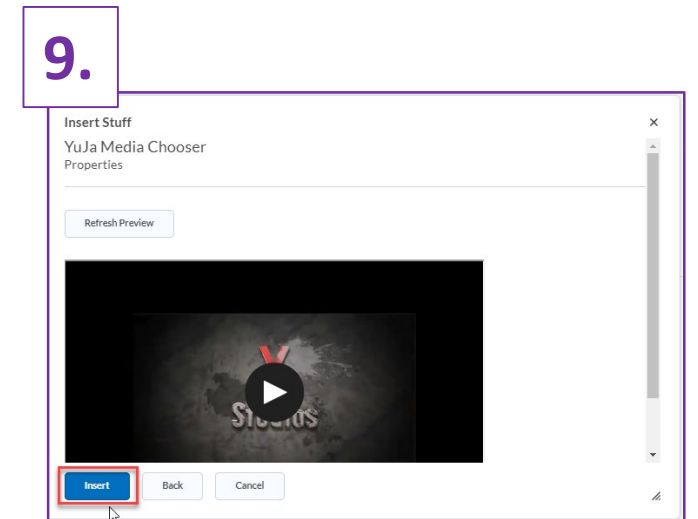 9.
Insert Stuff
YuJa Media Chooser
Properties
Refresh Preview
Insert Back Cancel